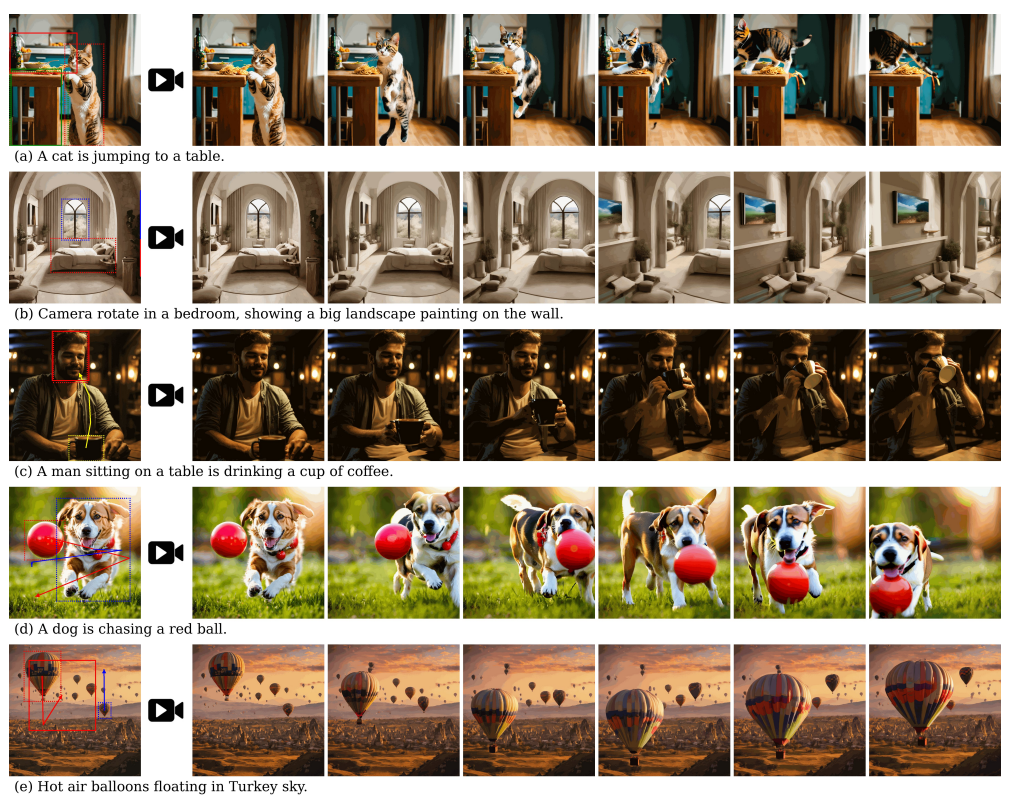 (a) A cat is jumping to a table.
(b) Camera rotate in a bedroom, showing a big landscape painting on the wall.
(c) A man sitting on a table is drinking a cup of coffee.
(d) A dog is chasing a red ball.
(e) Hot air balloons floating in Turkey sky.